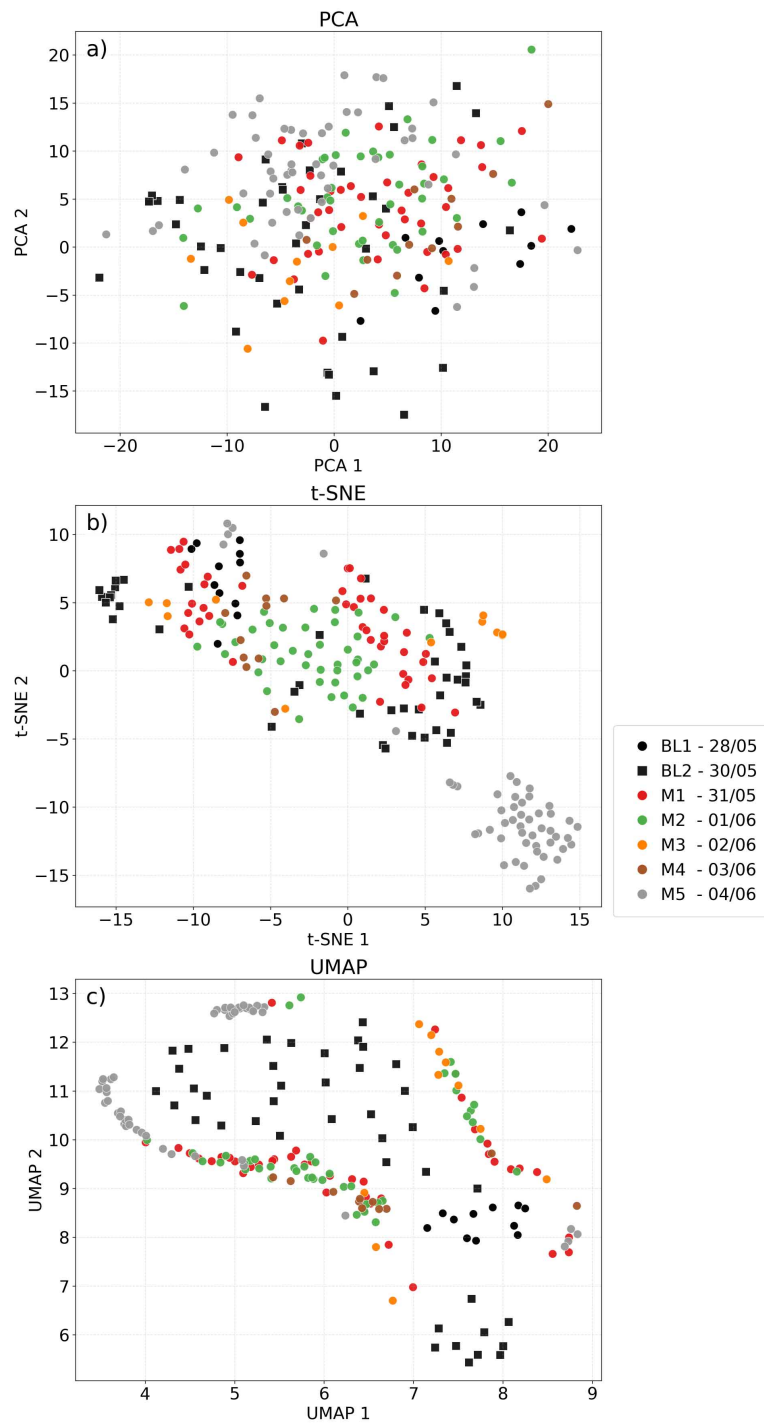 PCA
a)
20
15
10
5
0
−5
−10
−15
PCA 2
−20
−10
0
10
20
PCA 1
t-SNE
b)
10
5
0
−5
−10
−15
t-SNE 2
−15
−10
−5
0
5
10
15
t-SNE 1
BL1 - 28/05
BL2 - 30/05
M1 - 31/05
M2 - 01/06
M3 - 02/06
M4 - 03/06
M5 - 04/06
UMAP
c)
13
12
11
10
9
8
7
6
UMAP 2
4
5
6
7
8
9
UMAP 1